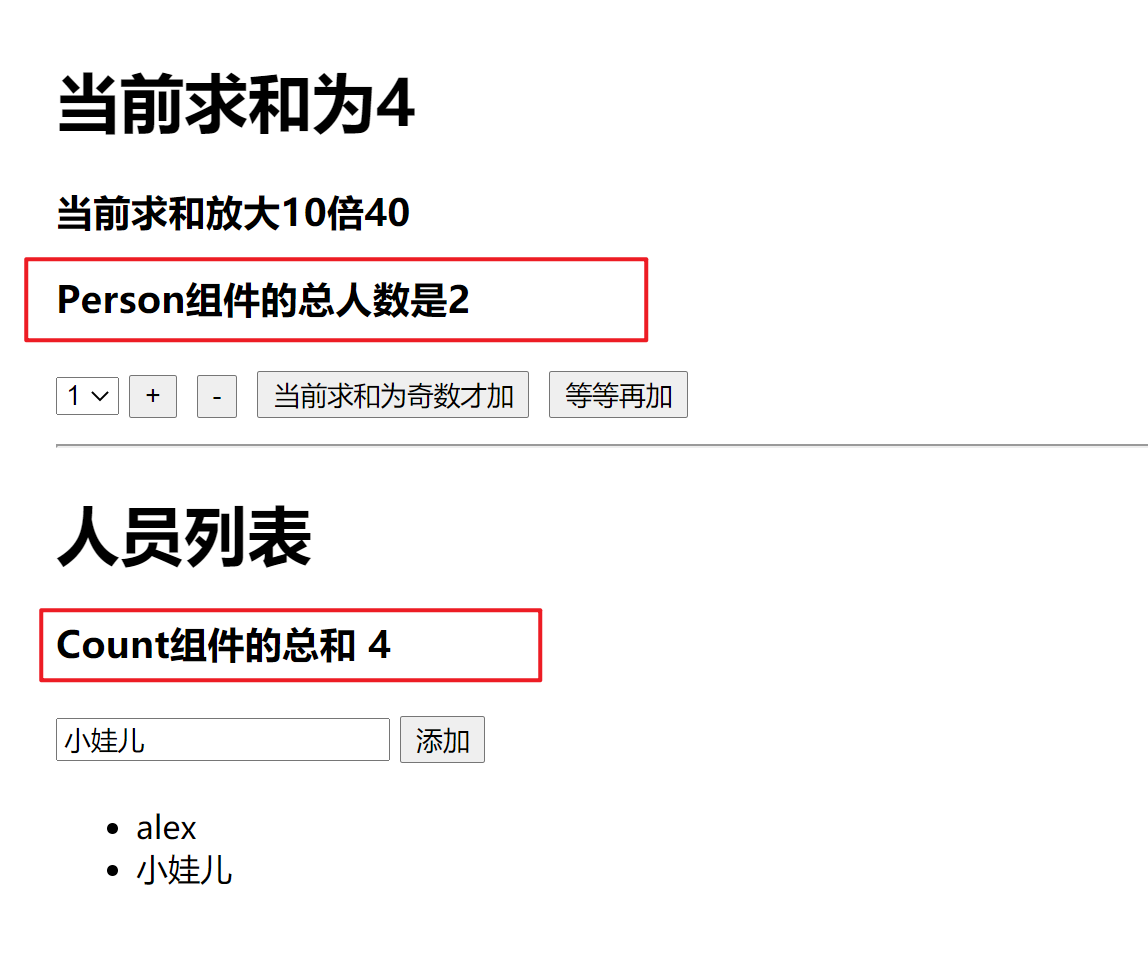 当前求和为4
当前求和放大10倍40
Person组件的总人数是2
1 + - 当前求和为奇数才加 等等再加
人员列表
Count组件的总和 4
小娃儿 添加
alex
小娃儿